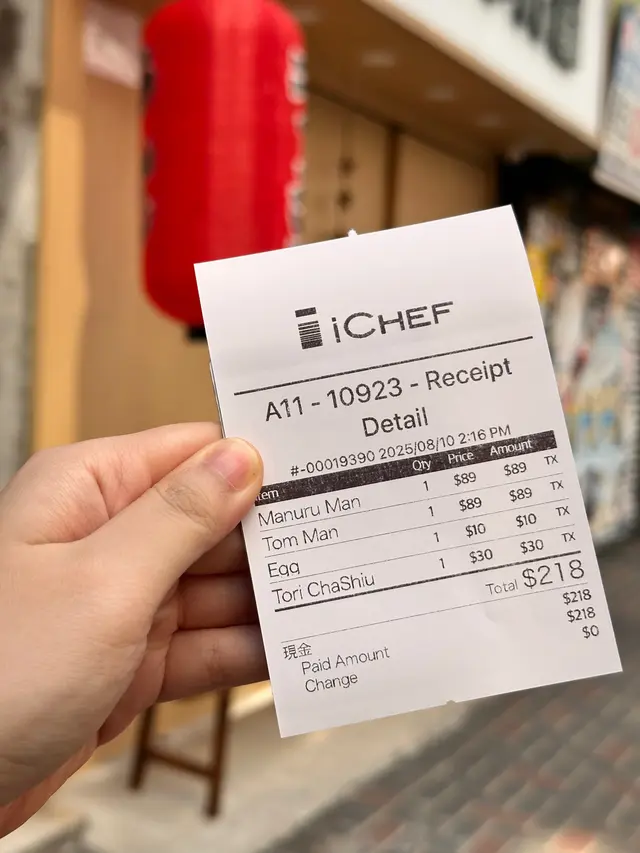 iCHEF
A11 - 10923 - Receipt
Detail
#-00019390 2025/08/10 2:16 PM
Item Qty Price Amount
Manuru Man 1 $89 $89 TX
Tom Man 1 $89 $89 TX
Egg 1 $10 $10 TX
Tori ChaShiu 1 $30 $30 TX
Total $218
現金 $218
Paid Amount $218
Change $0